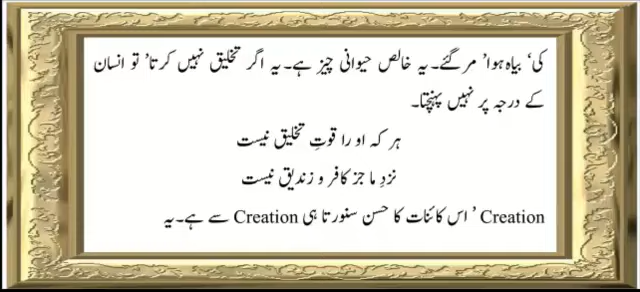 کی‘ بیاہ ہوا’ مر گئے۔ یہ خالص حیوانی چیز ہے۔ یہ اگر تخلیق نہیں کرتا’ تو انسان
کے درجہ پر نہیں پہنچتا۔
ہر کہ او را قوتِ تخلیق نیست
نزدِ ما جز کافر و زندیق نیست
Creation ’ اس کائنات کا حسن سنورتا ہی Creation سے ہے۔ یہ